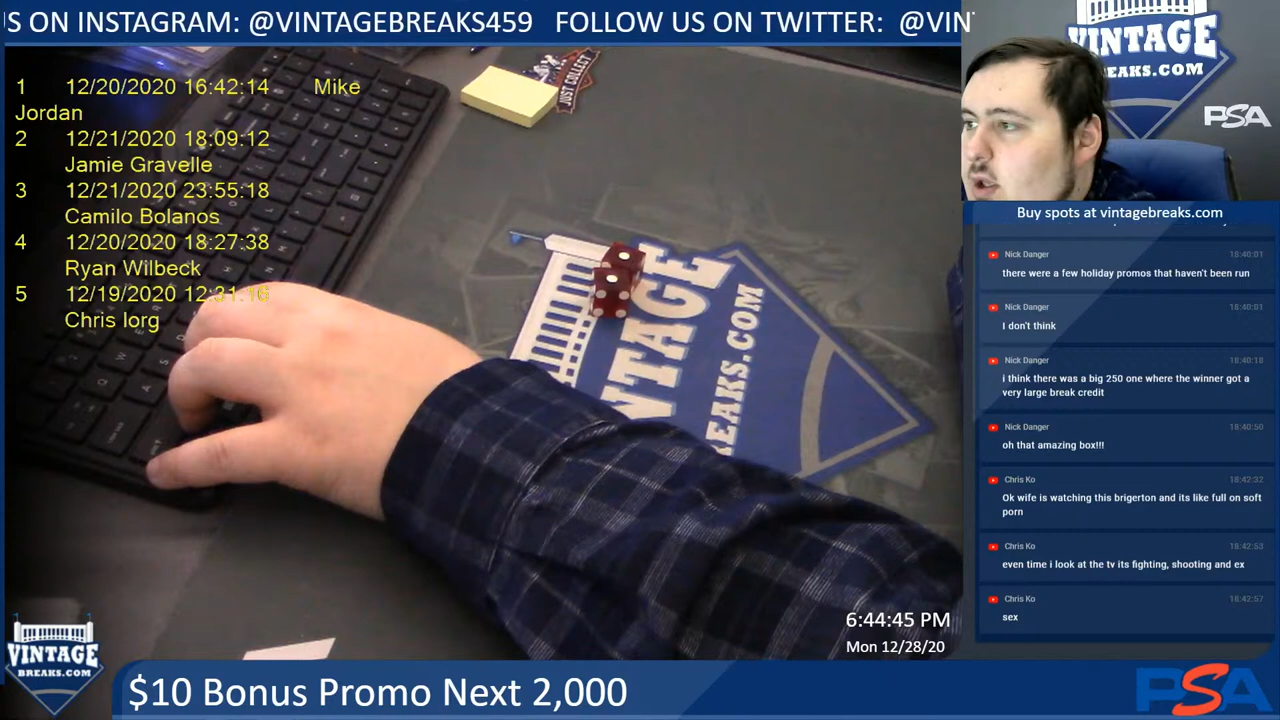 S ON INSTAGRAM: @VINTAGEBREAKS459 FOLLOW US ON TWITTER: @VIN
1 12/20/2020 16:42:14 Mike
Jordan
2 12/21/2020 18:09:12
Jamie Gravelle
3 12/21/2020 23:55:18
Camilo Bolanos
4 12/20/2020 18:27:38
Ryan Wilbeck
5 12/19/2020 12:31:16
Chris Iorg
JUST COLLECT
NTAGE
REAKS.COM
VINTAGE
EAKS.COM
PSA
Buy spots at vintagebreaks.com
Nick Danger 18:40:01
there were a few holiday promos that haven't been run
Nick Danger 18:40:01
I don't think
Nick Danger 18:40:18
i think there was a big 250 one where the winner got a
very large break credit
Nick Danger 18:40:50
oh that amazing box!!!
Chris Ko 18:42:32
Ok wife is watching this brigerton and its like full on soft
porn
Chris Ko 18:42:53
even time i look at the tv its fighting, shooting and ex
Chris Ko 18:42:57
sex
6:44:45 PM
Mon 12/28/20
VINTAGE
BREAKS.COM
$10 Bonus Promo Next 2,000
PSA